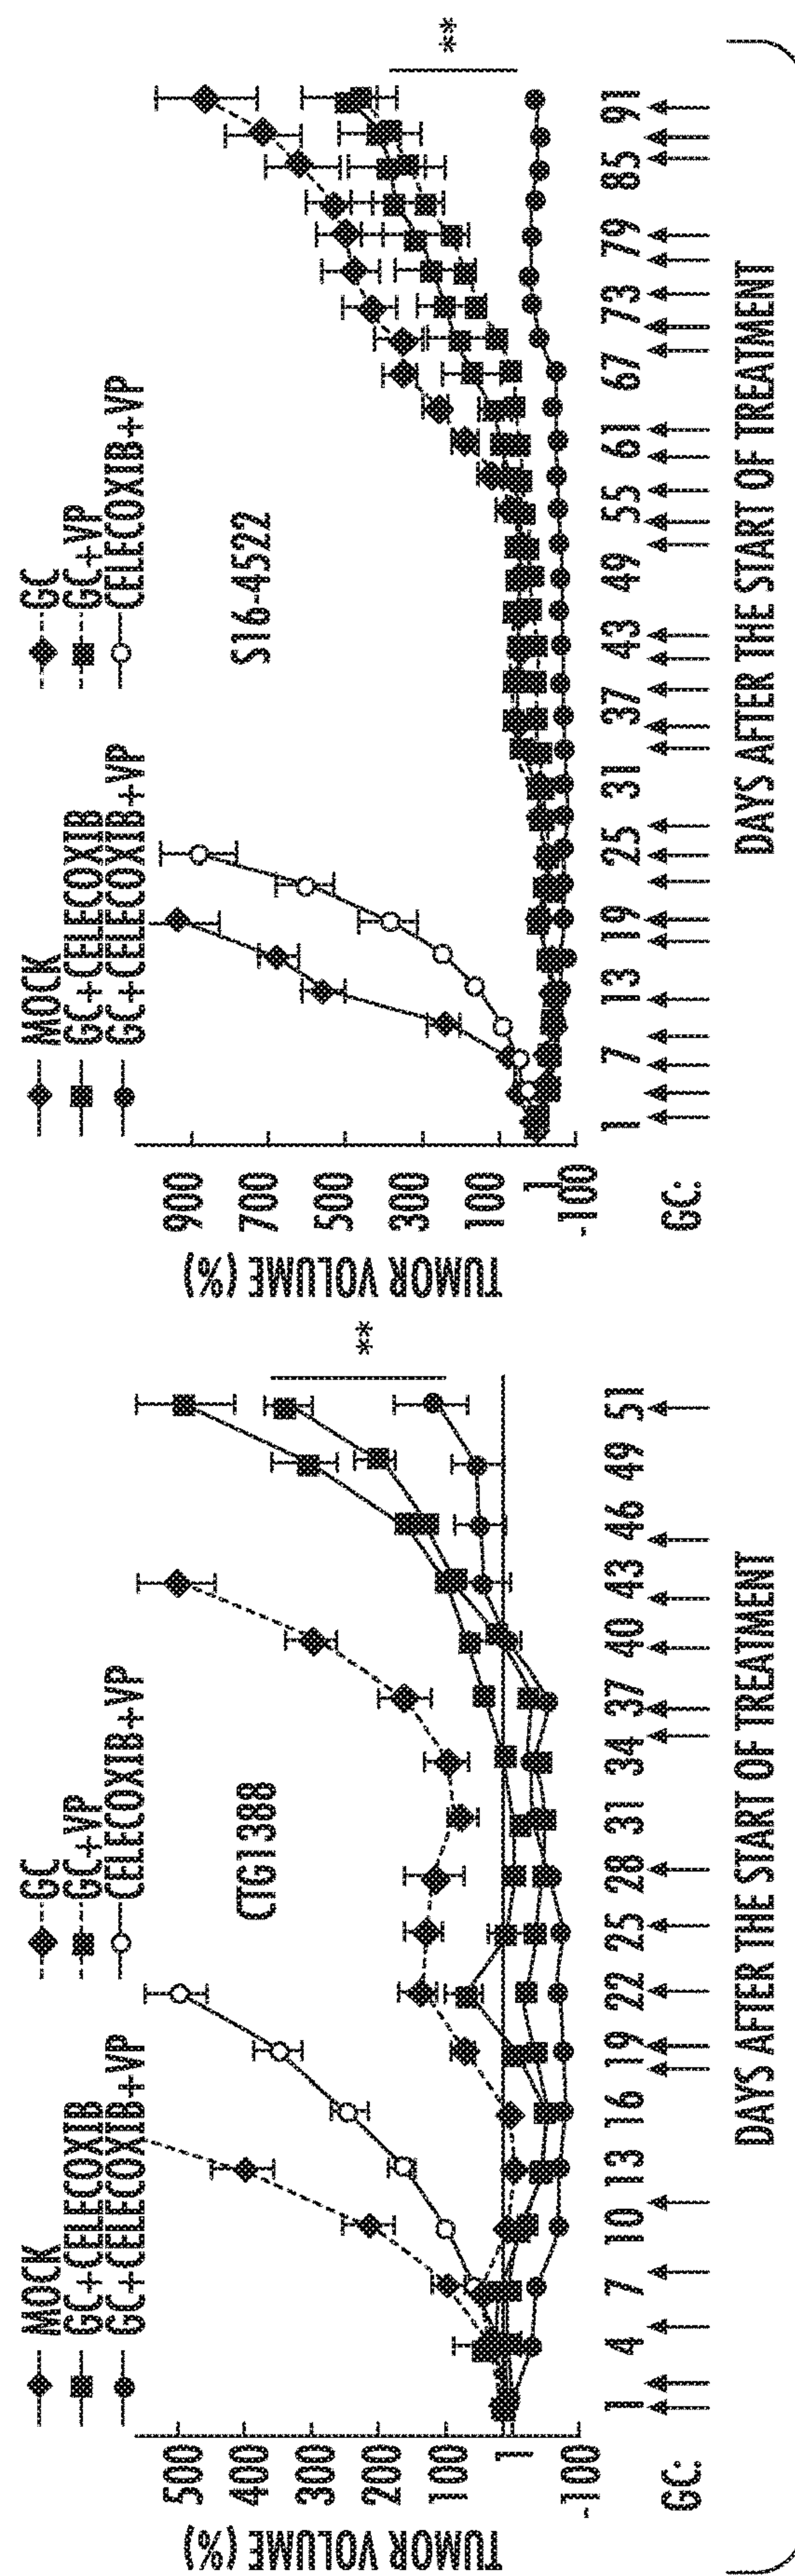 MOCK
GC+CELECOXIB
GC+CELECOXIB+VP
GC
GC+VP
CELECOXIB+VP
CTG1388
**
TUMOR VOLUME (%)
500
400
300
200
100
1
-100
1 4 7 10 13 16 19 22 25 28 31 34 37 40 43 46 49 51
GC:
DAYS AFTER THE START OF TREATMENT
MOCK
GC+CELECOXIB
GC+CELECOXIB+VP
GC
GC+VP
CELECOXIB+VP
S16-4522
**
TUMOR VOLUME (%)
900
700
500
300
100
1
-100
1 7 13 19 25 31 37 43 49 55 61 67 73 79 85 91
GC:
DAYS AFTER THE START OF TREATMENT